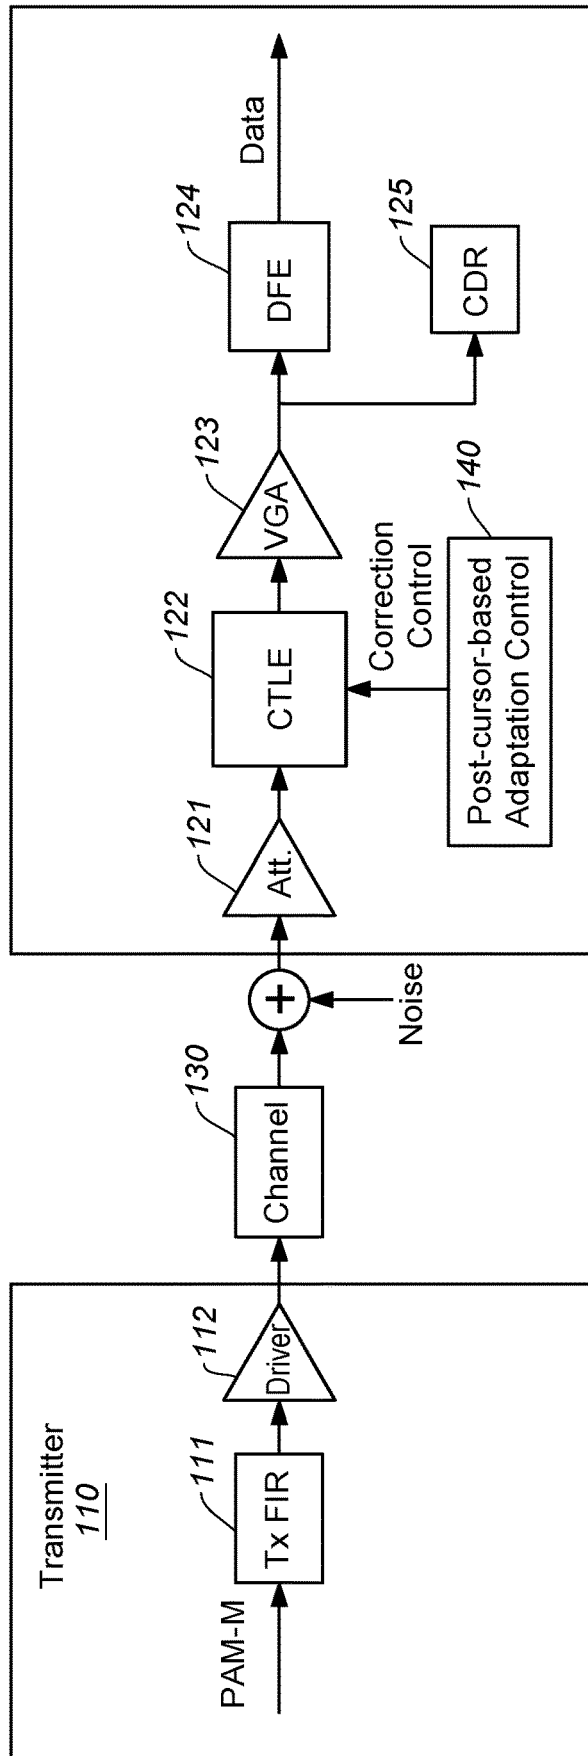 Transmitter
110
PAM-M
111
Tx FIR
112
Driver
130
Channel
Noise
+
121
Att.
122
CTLE
Correction
Control
140
Post-cursor-based
Adaptation Control
123
VGA
124
DFE
Data
125
CDR